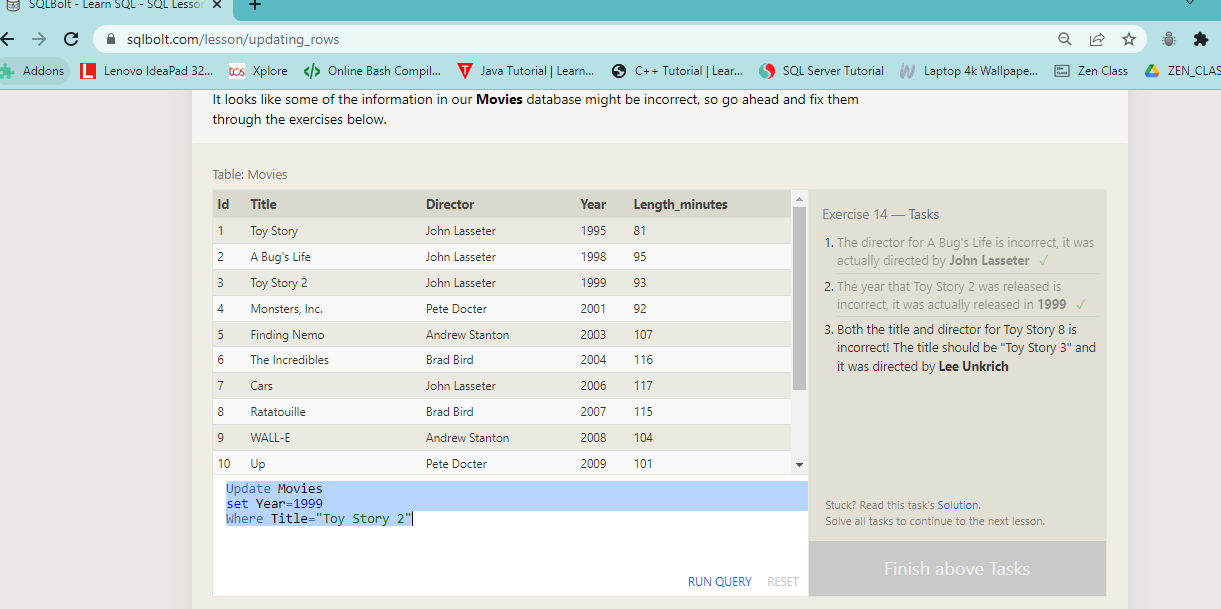 SQLBolt - Learn SQL - SQL Lesson
sqlbolt.com/lesson/updating_rows
Addons
Lenovo IdeaPad 32...
tcs Xplore
Online Bash Compil...
Java Tutorial | Learn...
C++ Tutorial | Lear...
SQL Server Tutorial
Laptop 4k Wallpape...
Zen Class
ZEN_CLAS
It looks like some of the information in our Movies database might be incorrect, so go ahead and fix them
through the exercises below.
Table: Movies
Id Title Director Year Length_minutes
1 Toy Story John Lasseter 1995 81
2 A Bug's Life John Lasseter 1998 95
3 Toy Story 2 John Lasseter 1999 93
4 Monsters, Inc. Pete Docter 2001 92
5 Finding Nemo Andrew Stanton 2003 107
6 The Incredibles Brad Bird 2004 116
7 Cars John Lasseter 2006 117
8 Ratatouille Brad Bird 2007 115
9 WALL-E Andrew Stanton 2008 104
10 Up Pete Docter 2009 101
Update Movies
set Year=1999
Where Title="Toy Story 2"
RUN QUERY RESET
Exercise 14 — Tasks
1. The director for A Bug's Life is incorrect, it was
actually directed by John Lasseter ✓
2. The year that Toy Story 2 was released is
incorrect, it was actually released in 1999 ✓
3. Both the title and director for Toy Story 8 is
incorrect! The title should be "Toy Story 3" and
it was directed by Lee Unkrich
Stuck? Read this task's Solution.
Solve all tasks to continue to the next lesson.
Finish above Tasks